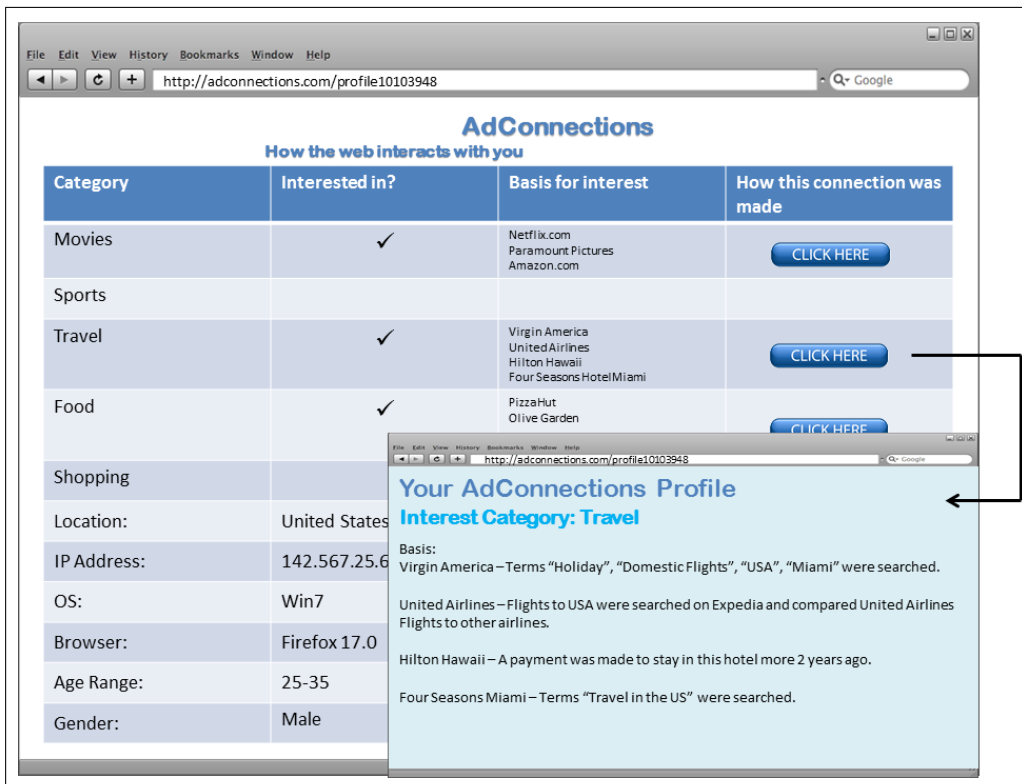 File Edit View History Bookmarks Window Help
http://adconnections.com/profile10103948
Google
AdConnections
How the web interacts with you
Category Interested in? Basis for interest How this connection was
made
Movies ✓ Netflix.com
Paramount Pictures
Amazon.com
CLICK HERE
Sports
Travel ✓ Virgin America
United Airlines
Hilton Hawaii
Four Seasons Hotel Miami
CLICK HERE
Food ✓ PizzaHut
Olive Garden
CLICK HERE
Shopping
Location: United States
IP Address: 142.567.25.6
OS: Win7
Browser: Firefox 17.0
Age Range: 25-35
Gender: Male
File Edit View History Bookmarks Window Help
http://adconnections.com/profile10103948
Google
Your AdConnections Profile
Interest Category: Travel
Basis:
Virgin America – Terms “Holiday”, “Domestic Flights”, “USA”, “Miami” were searched.
United Airlines – Flights to USA were searched on Expedia and compared United Airlines
Flights to other airlines.
Hilton Hawaii – A payment was made to stay in this hotel more 2 years ago.
Four Seasons Miami – Terms “Travel in the US” were searched.